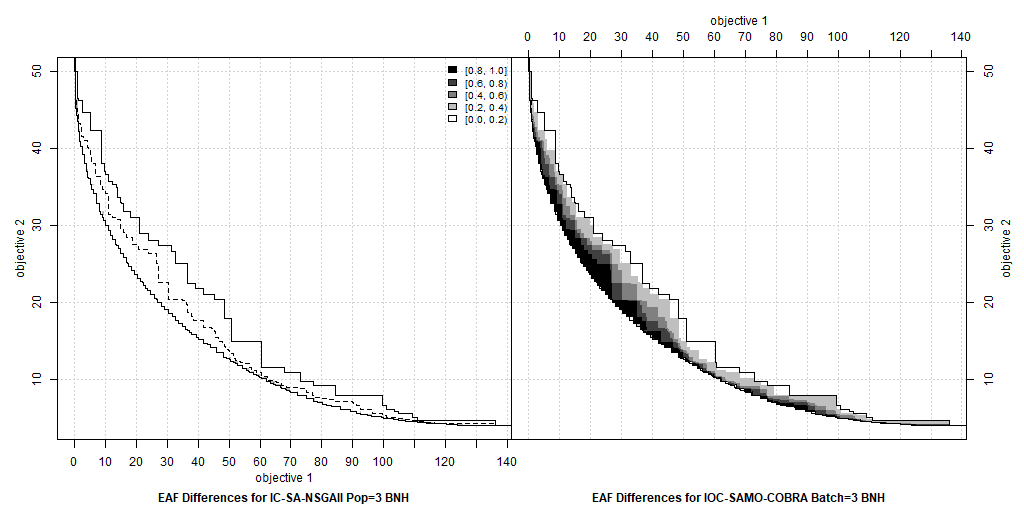 objective 1
0 10 20 30 40 50 60 70 80 100 120 140
50
40
30
20
10
objective 2
[0.8, 1.0]
[0.6, 0.8)
[0.4, 0.6)
[0.2, 0.4)
[0.0, 0.2)
50
40
30
20
10
objective 2
0 10 20 30 40 50 60 70 80 100 120 140
objective 1
EAF Differences for IC-SA-NSGAII Pop=3 BNH
EAF Differences for IOC-SAMO-COBRA Batch=3 BNH